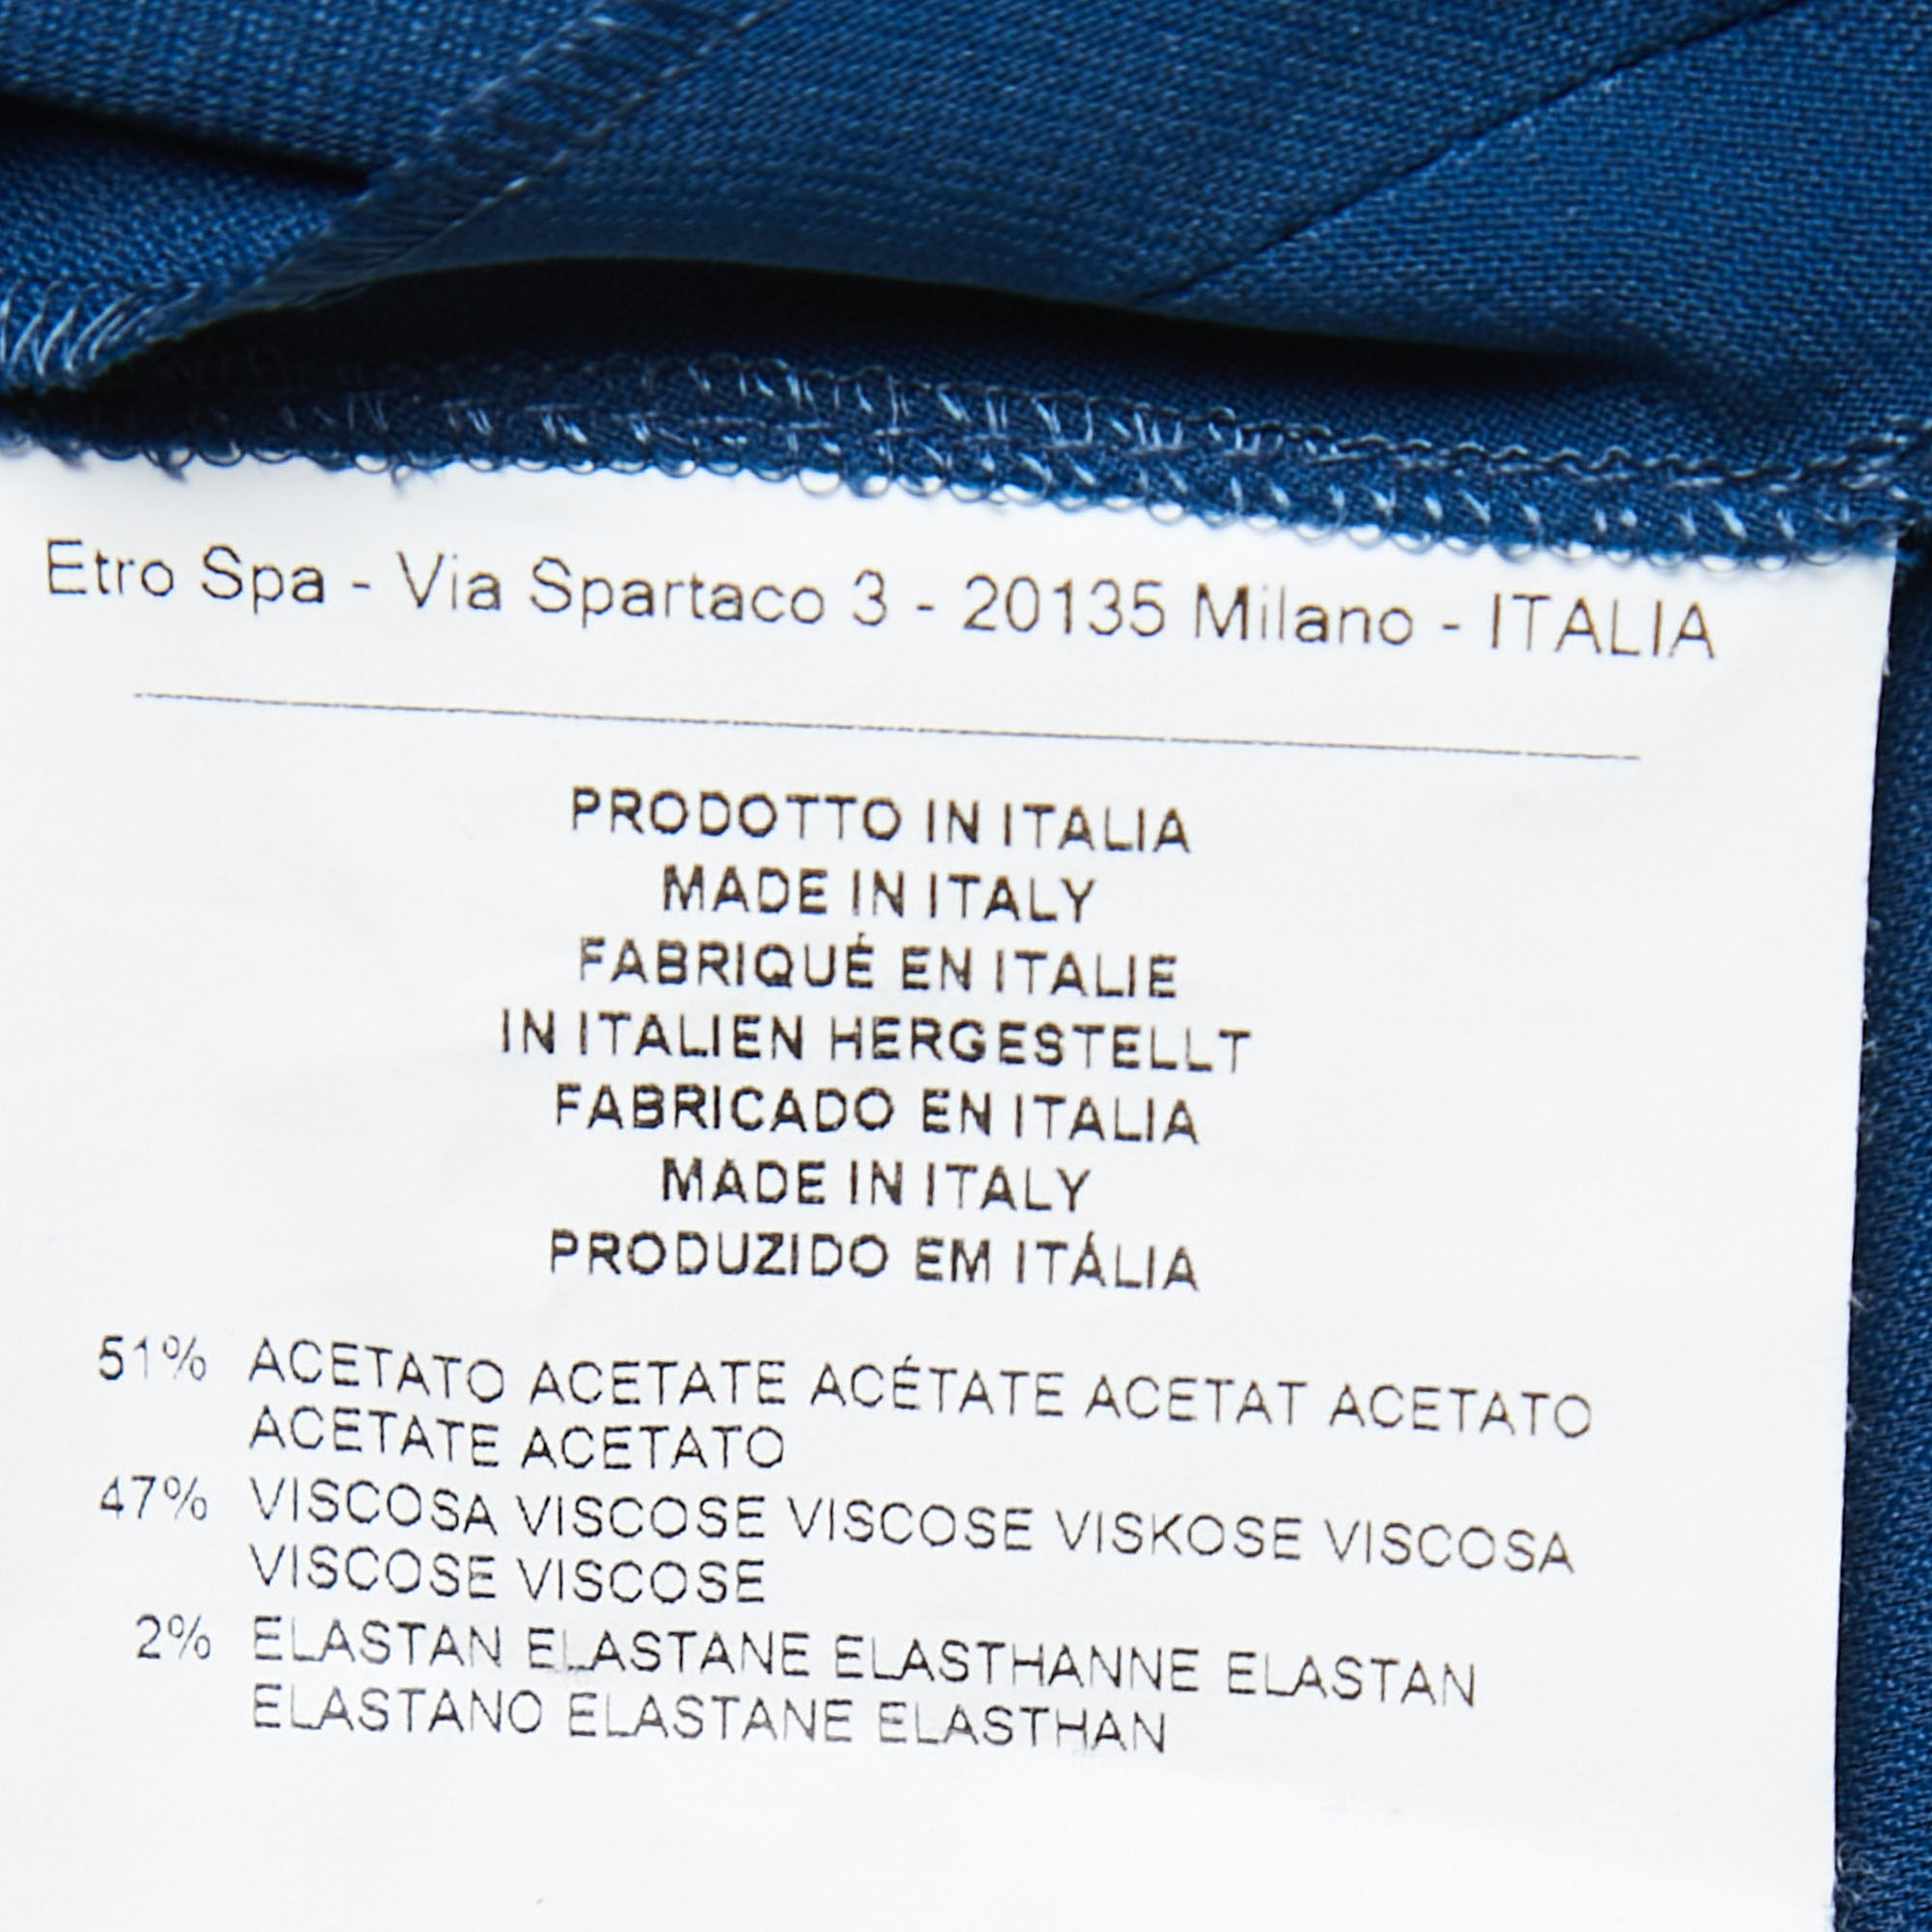 Etro Spa - Via Spartaco 3 - 20135 Milano - ITALIA
PRODOTTO IN ITALIA
MADE IN ITALY
FABRIQUÉ EN ITALIE
IN ITALIEN HERGESTELLT
FABRICADO EN ITALIA
MADE IN ITALY
PRODUZIDO EM ITÁLIA
51% ACETATO ACETATE ACÉTATE ACETAT ACETATO
ACETATE ACETATO
47% VISCOSA VISCOSE VISCOSE VISKOSE VISCOSA
VISCOSE VISCOSE
2% ELASTAN ELASTANE ELASTHANNE ELASTAN
ELASTANO ELASTANE ELASTHAN